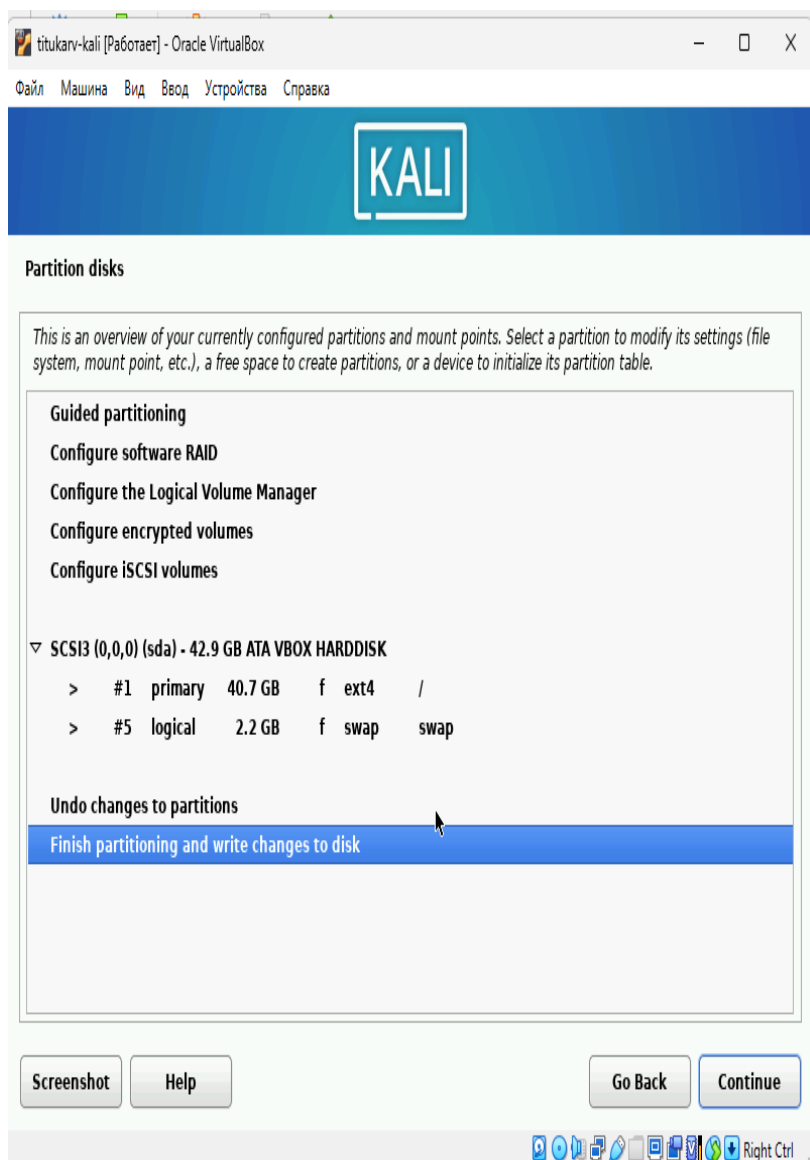 titukarv-kali [Работает] - Oracle VirtualBox
Файл Машина Вид Ввод Устройства Справка
KALI
Partition disks
This is an overview of your currently configured partitions and mount points. Select a partition to modify its settings (file
system, mount point, etc.), a free space to create partitions, or a device to initialize its partition table.
Guided partitioning
Configure software RAID
Configure the Logical Volume Manager
Configure encrypted volumes
Configure iSCSI volumes
SCSI3 (0,0,0) (sda) - 42.9 GB ATA VBOX HARDDISK
> #1 primary 40.7 GB f ext4 /
> #5 logical 2.2 GB f swap swap
Undo changes to partitions
Finish partitioning and write changes to disk
Screenshot Help Go Back Continue
Right Ctrl